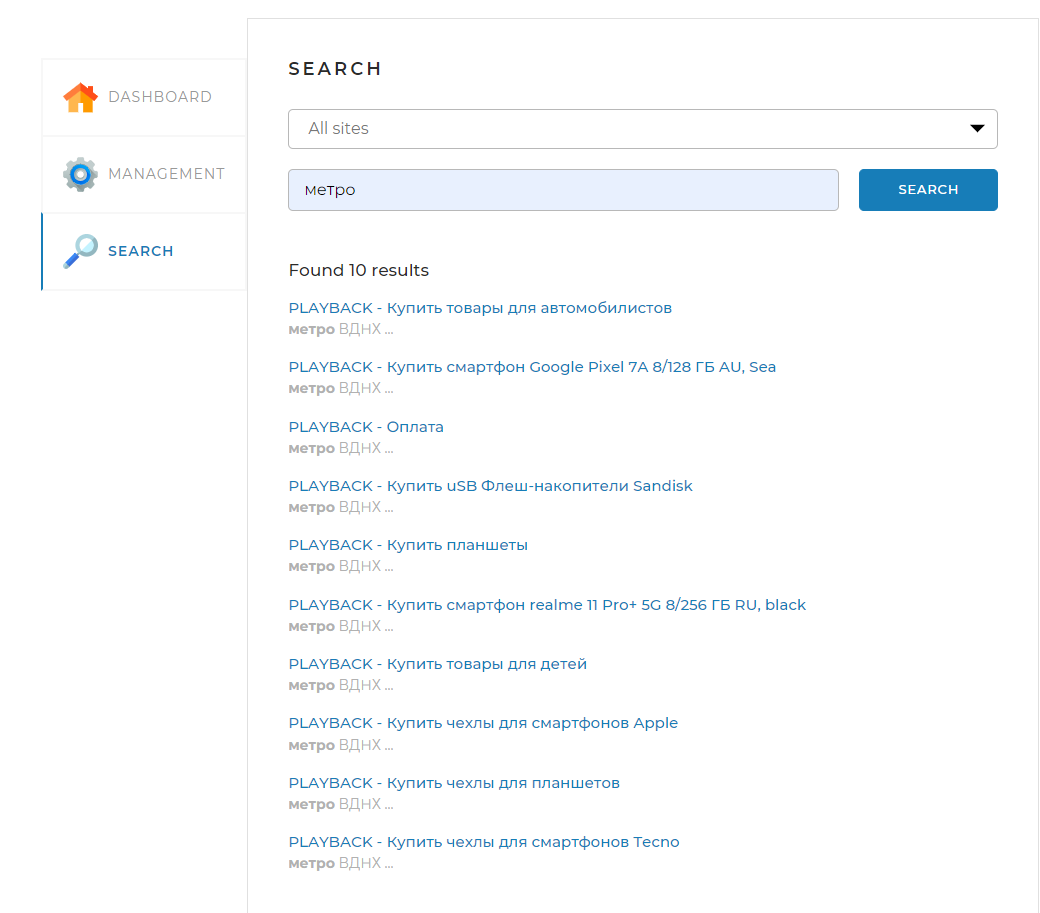 DASHBOARD
MANAGEMENT
SEARCH
SEARCH
All sites
метро
SEARCH
Found 10 results
PLAYBACK - Купить товары для автомобилистов
метро ВДНХ ...
PLAYBACK - Купить смартфон Google Pixel 7A 8/128 ГБ AU, Sea
метро ВДНХ ...
PLAYBACK - Оплата
метро ВДНХ ...
PLAYBACK - Купить uSB Флеш-накопители Sandisk
метро ВДНХ ...
PLAYBACK - Купить планшеты
метро ВДНХ ...
PLAYBACK - Купить смартфон realme 11 Pro+ 5G 8/256 ГБ RU, black
метро ВДНХ ...
PLAYBACK - Купить товары для детей
метро ВДНХ ...
PLAYBACK - Купить чехлы для смартфонов Apple
метро ВДНХ ...
PLAYBACK - Купить чехлы для планшетов
метро ВДНХ ...
PLAYBACK - Купить чехлы для смартфонов Tecno
метро ВДНХ ...